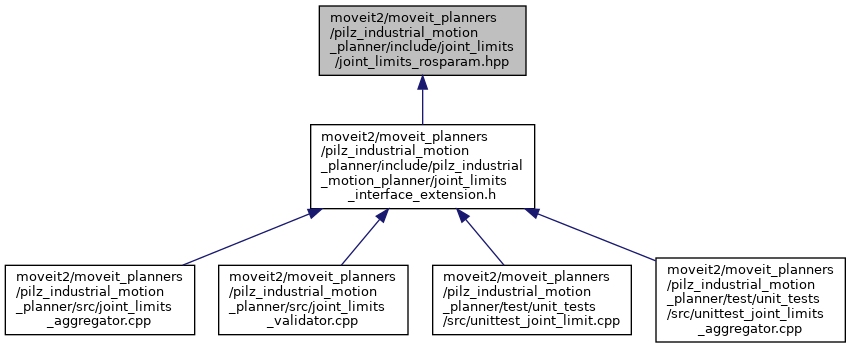 moveit2/moveit_planners
/pilz_industrial_motion
_planner/include/joint_limits
/joint_limits_rosparam.hpp
moveit2/moveit_planners
/pilz_industrial_motion
_planner/include/pilz_industrial
_motion_planner/joint_limits
_interface_extension.h
moveit2/moveit_planners
/pilz_industrial_motion
_planner/src/joint_limits
_aggregator.cpp
moveit2/moveit_planners
/pilz_industrial_motion
_planner/src/joint_limits
_validator.cpp
moveit2/moveit_planners
/pilz_industrial_motion
_planner/test/unit_tests
/src/unittest_joint_limit.cpp
moveit2/moveit_planners
/pilz_industrial_motion
_planner/test/unit_tests
/src/unittest_joint_limits
_aggregator.cpp